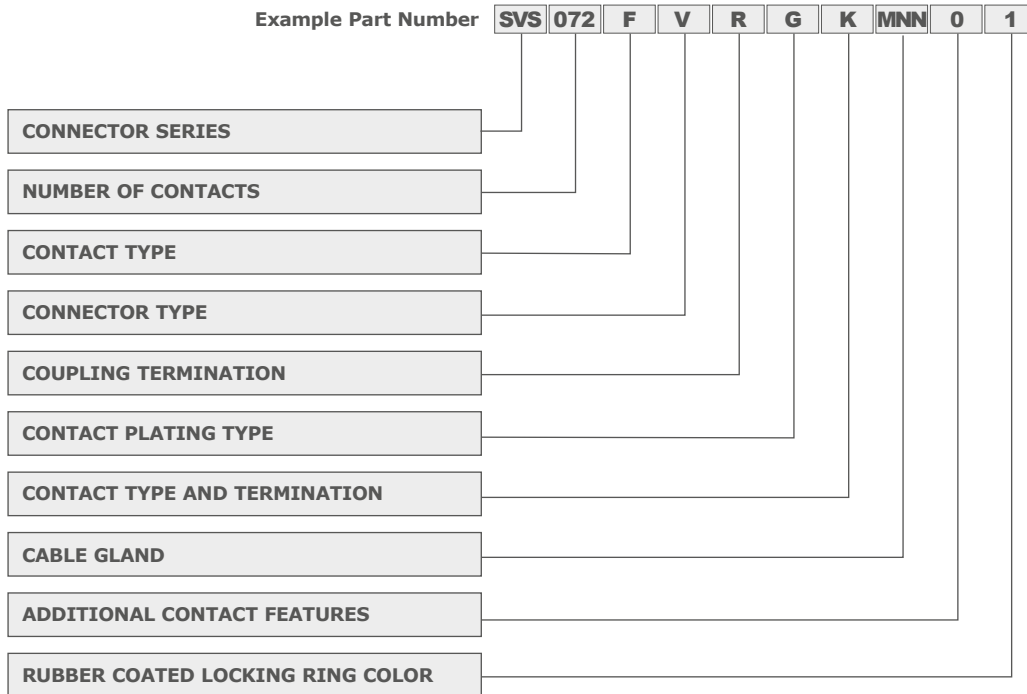 Example Part Number SVS 072 F V R G K MNN 0 1
CONNECTOR SERIES
NUMBER OF CONTACTS
CONTACT TYPE
CONNECTOR TYPE
COUPLING TERMINATION
CONTACT PLATING TYPE
CONTACT TYPE AND TERMINATION
CABLE GLAND
ADDITIONAL CONTACT FEATURES
RUBBER COATED LOCKING RING COLOR